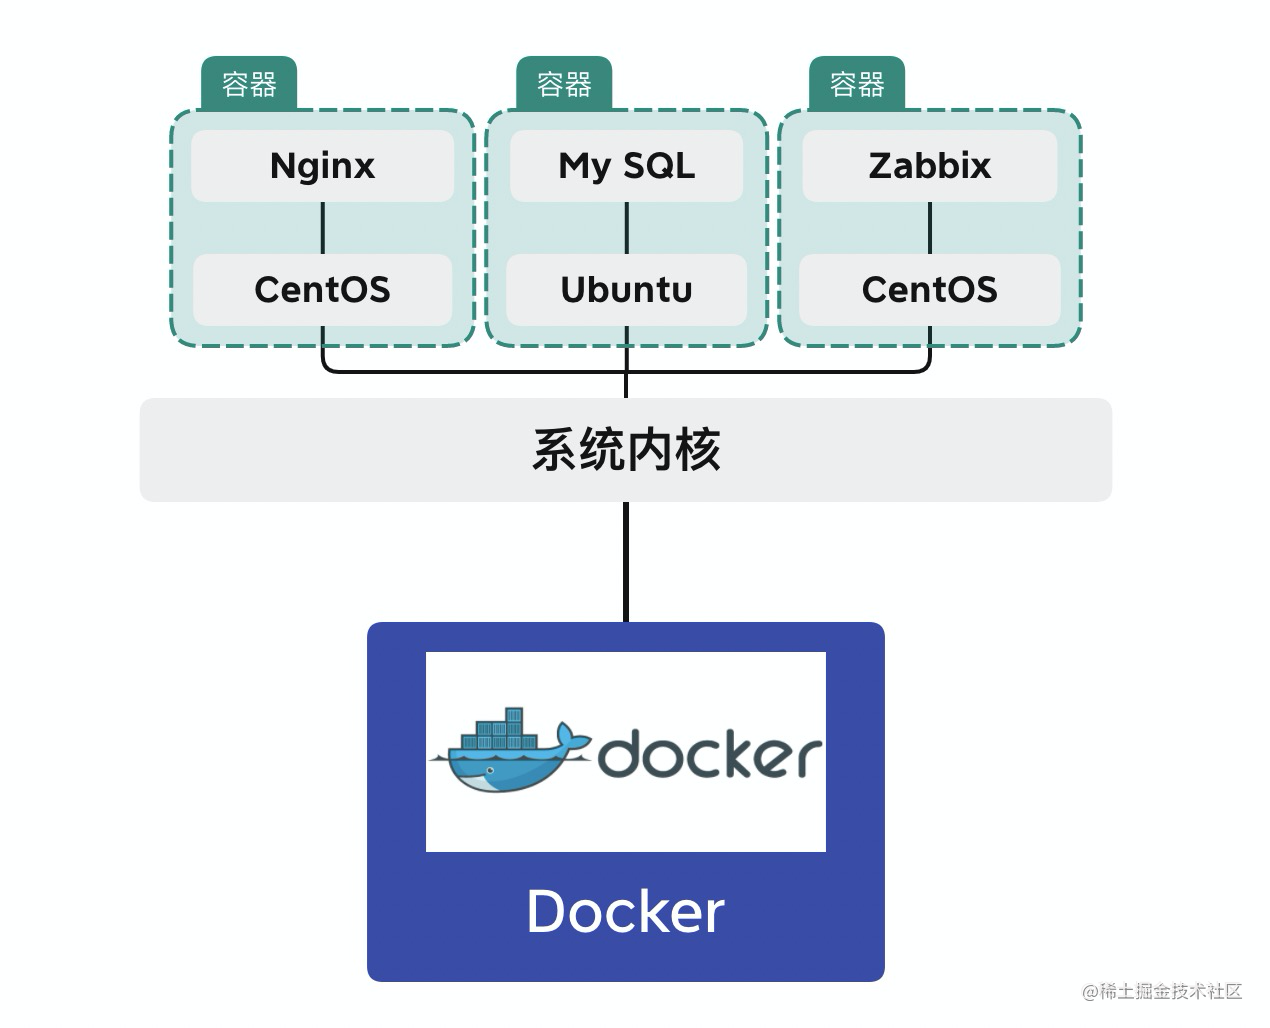 容器
容器
容器
Nginx
My SQL
Zabbix
CentOS
Ubuntu
CentOS
系统内核
docker
Docker
@稀土掘金技术社区